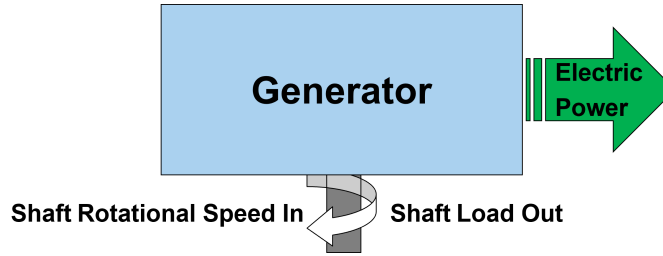 Generator
Electric
Power
Shaft Rotational Speed In
Shaft Load Out